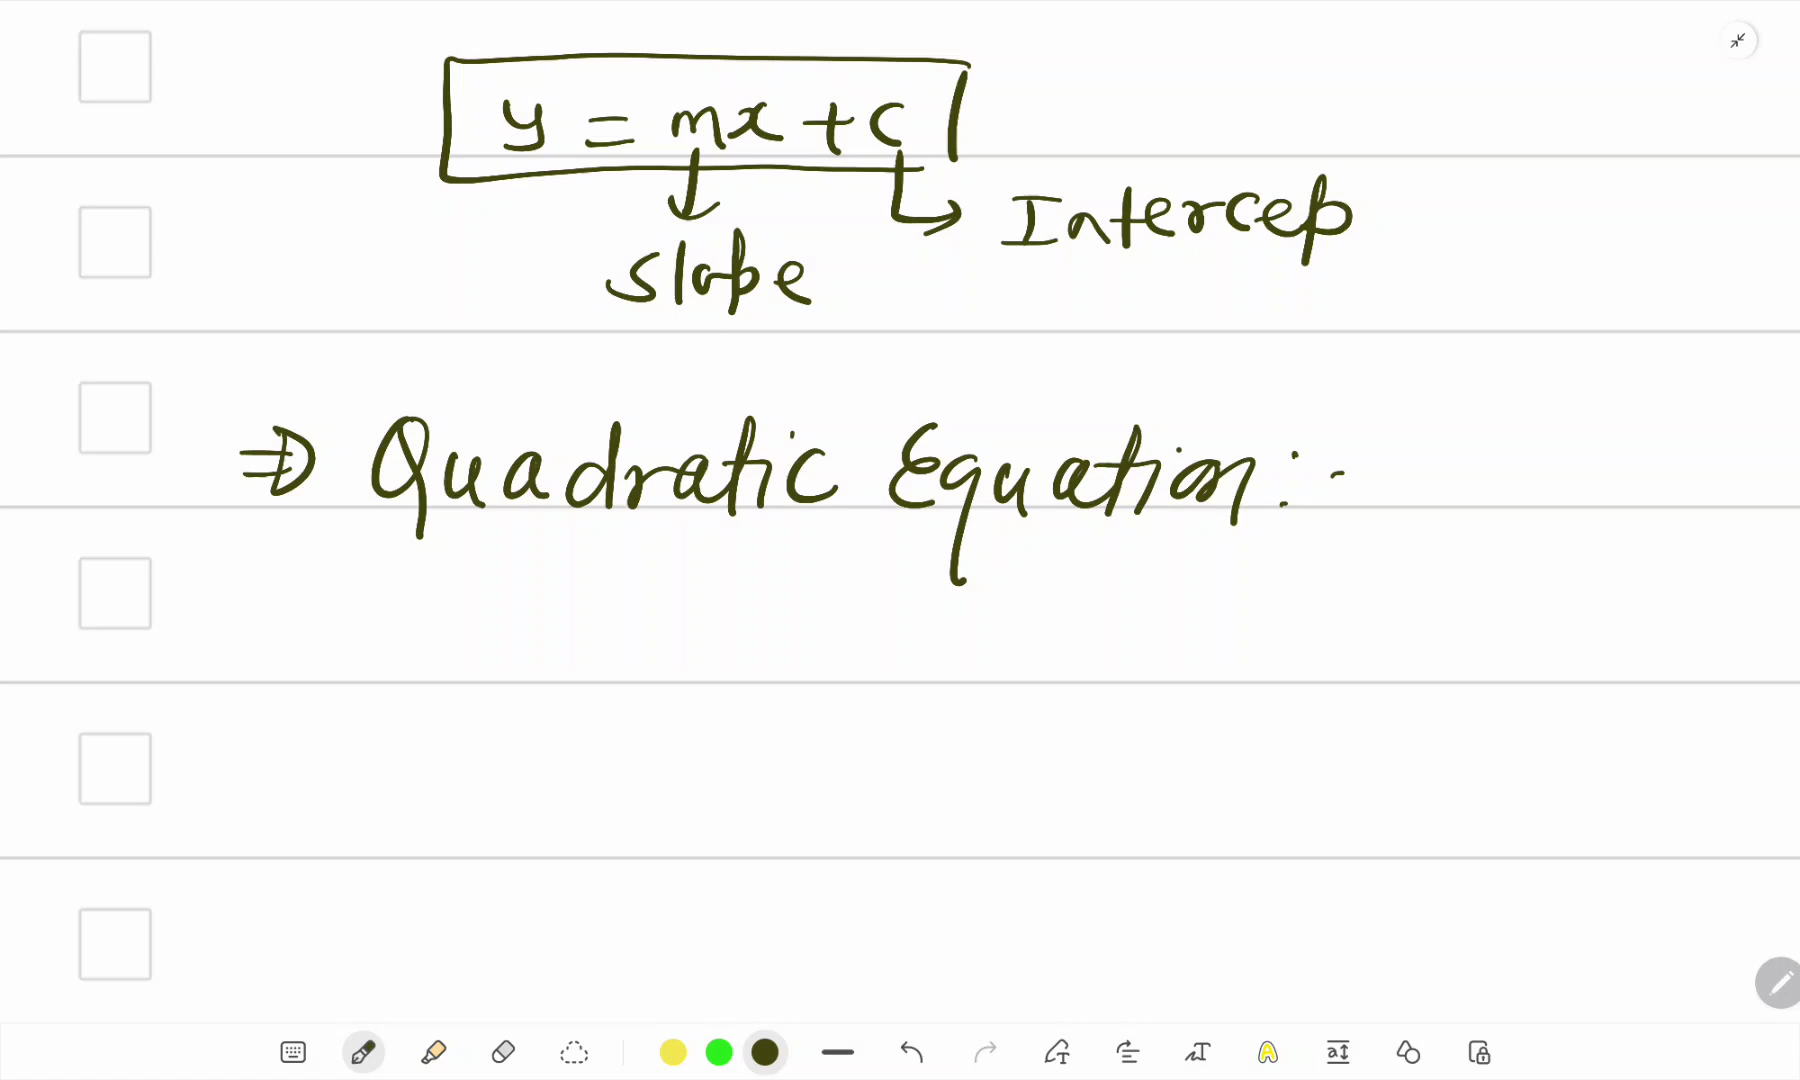 y = mx + c
Intercep
Slope
⇒ Quadratic Equation :-